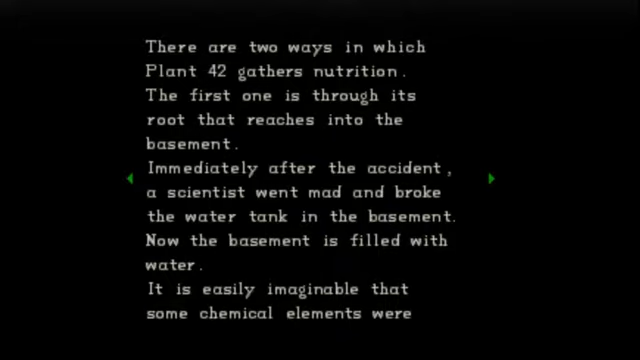 There are two ways in which
Plant 42 gathers nutrition.
The first one is through its
root that reaches into the
basement.
Immediately after the accident,
a scientist went mad and broke
the water tank in the basement.
Now the basement is filled with
water.
It is easily imaginable that
some chemical elements were